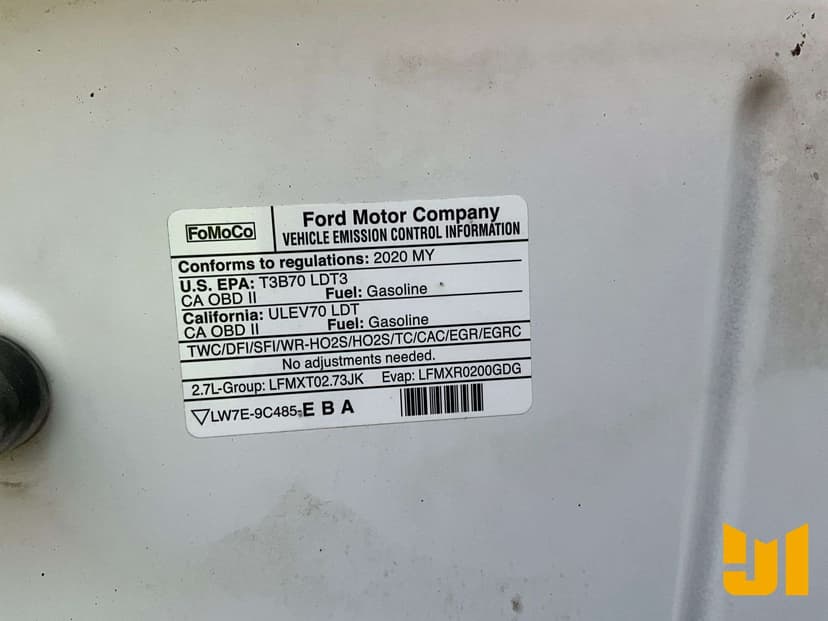 FoMoCo
Ford Motor Company
VEHICLE EMISSION CONTROL INFORMATION
Conforms to regulations: 2020 MY
U.S. EPA: T3B70 LDT3
CA OBD II Fuel: Gasoline
California: ULEV70 LDT
CA OBD II Fuel: Gasoline
TWC/DFI/SFI/WR-HO2S/HO2S/TC/CAC/EGR/EGRC
No adjustments needed.
2.7L-Group: LFMXT02.73JK Evap: LFMXR0200GDG
LW7E-9C485-EBA